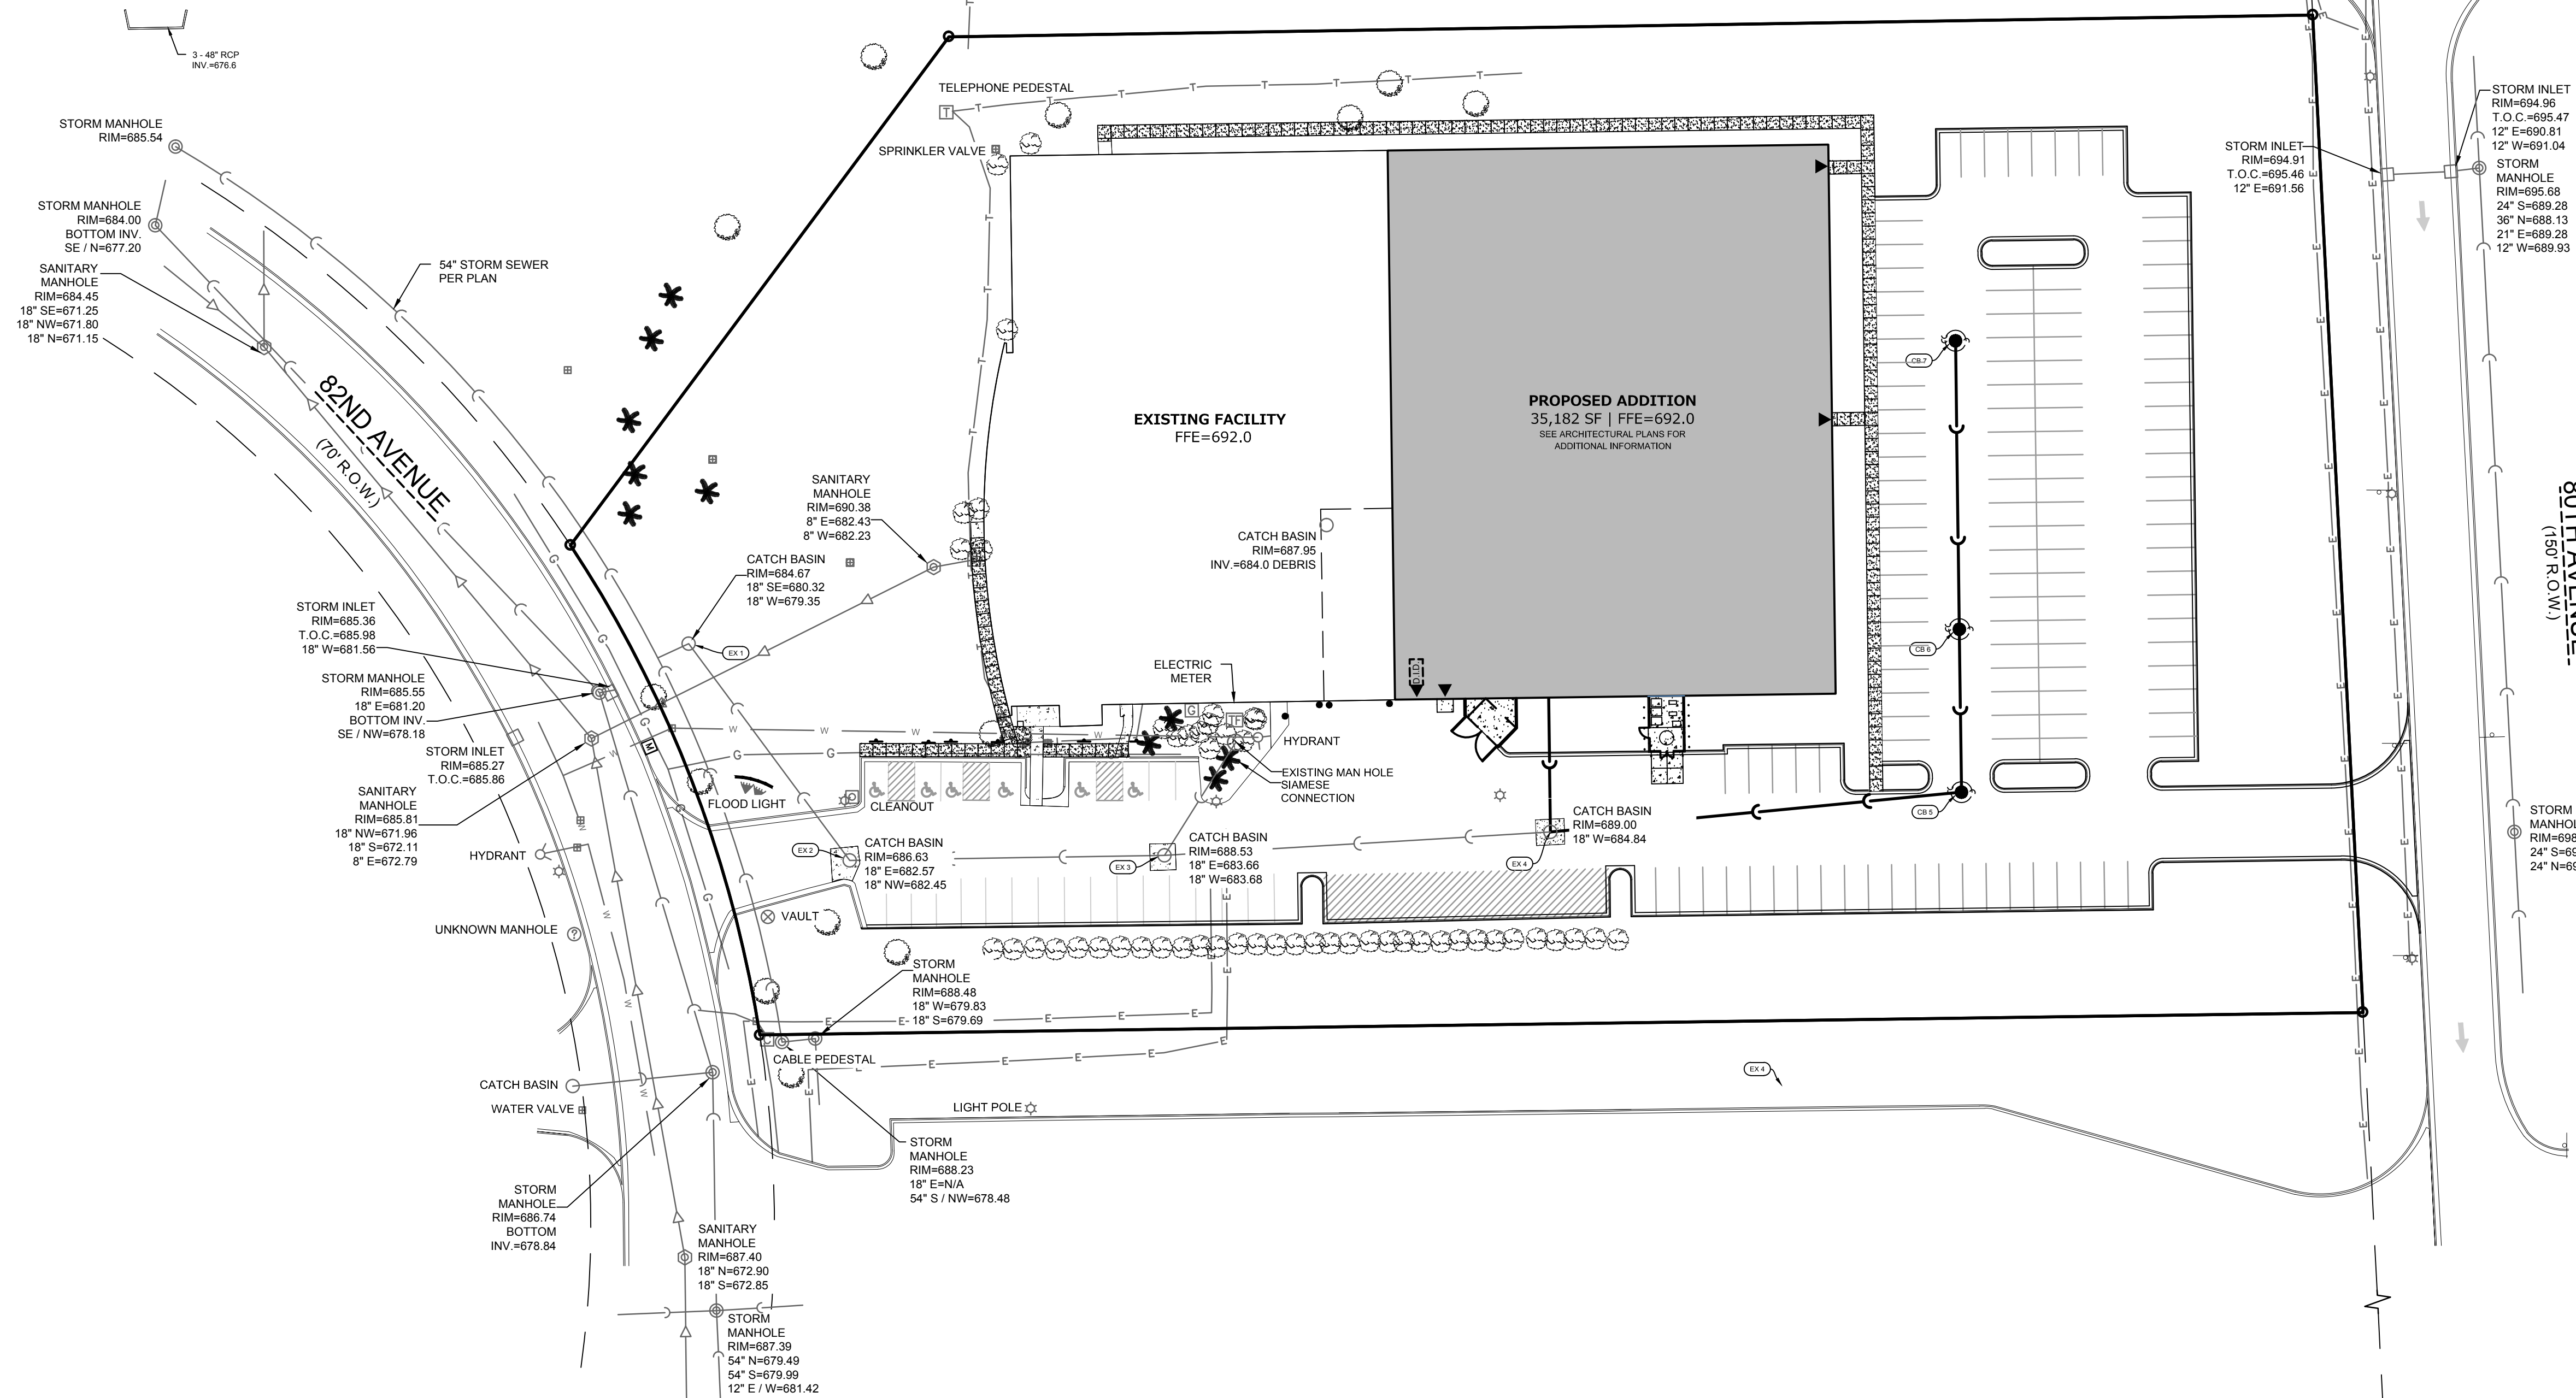 3 - 48" RCP
INV.=676.6
STORM MANHOLE
RIM=685.54
STORM MANHOLE
RIM=684.00
BOTTOM INV.
SE / N=677.20
SANITARY
MANHOLE
RIM=684.45
18" SE=671.25
18" NW=671.80
18" N=671.15
54" STORM SEWER
PER PLAN
82ND AVENUE
(70' R.O.W.)
TELEPHONE PEDESTAL
T
SPRINKLER VALVE
EXISTING FACILITY
FFE=692.0
PROPOSED ADDITION
35,182 SF | FFE=692.0
SEE ARCHITECTURAL PLANS FOR
ADDITIONAL INFORMATION
STORM INLET
RIM=694.96
T.O.C.=695.47
12" E=690.81
12" W=691.04
STORM INLET
RIM=694.91
T.O.C.=695.46
12" E=691.56
STORM
MANHOLE
RIM=695.68
24" S=689.28
36" N=688.13
21" E=689.28
12" W=689.93
80TH AVENUE
(150' R.O.W.)
CB 7
CB 6
CB 5
SANITARY
MANHOLE
RIM=690.38
8" E=682.43
8" W=682.23
CATCH BASIN
RIM=684.67
18" SE=680.32
18" W=679.35
EX 1
CATCH BASIN
RIM=687.95
INV.=684.0 DEBRIS
ELECTRIC
METER
D.I.D.
STORM INLET
RIM=685.36
T.O.C.=685.98
18" W=681.56
STORM MANHOLE
RIM=685.55
18" E=681.20
BOTTOM INV.
SE / NW=678.18
STORM INLET
RIM=685.27
T.O.C.=685.86
SANITARY
MANHOLE
RIM=685.81
18" NW=671.96
18" S=672.11
8" E=672.79
M
G
TF
HYDRANT
EXISTING MAN HOLE
SIAMESE
CONNECTION
FLOOD LIGHT
CLEANOUT
HYDRANT
EX 2
CATCH BASIN
RIM=686.63
18" E=682.57
18" NW=682.45
EX 3
CATCH BASIN
RIM=688.53
18" E=683.66
18" W=683.68
CATCH BASIN
RIM=689.00
18" W=684.84
EX 4
STORM
MANHOL
RIM=698
24" S=69
24" N=69
VAULT
UNKNOWN MANHOLE
?
STORM
MANHOLE
RIM=688.48
18" W=679.83
18" S=679.69
C
CABLE PEDESTAL
EX 4
CATCH BASIN
WATER VALVE
LIGHT POLE
STORM
MANHOLE
RIM=688.23
18" E=N/A
54" S / NW=678.48
STORM
MANHOLE
RIM=686.74
BOTTOM
INV.=678.84
SANITARY
MANHOLE
RIM=687.40
18" N=672.90
18" S=672.85
STORM
MANHOLE
RIM=687.39
54" N=679.49
54" S=679.99
12" E / W=681.42